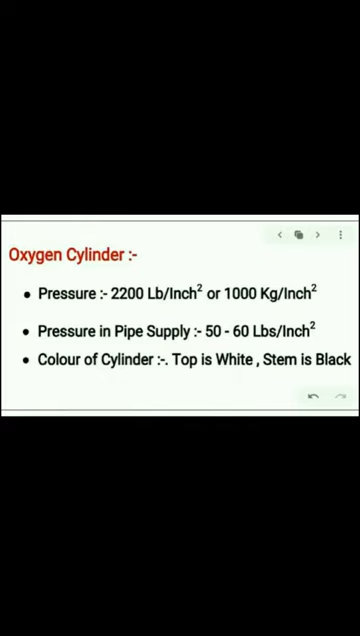 Oxygen Cylinder :-
• Pressure :- 2200 Lb/Inch² or 1000 Kg/Inch²
• Pressure in Pipe Supply :- 50 - 60 Lbs/Inch²
• Colour of Cylinder :-. Top is White , Stem is Black